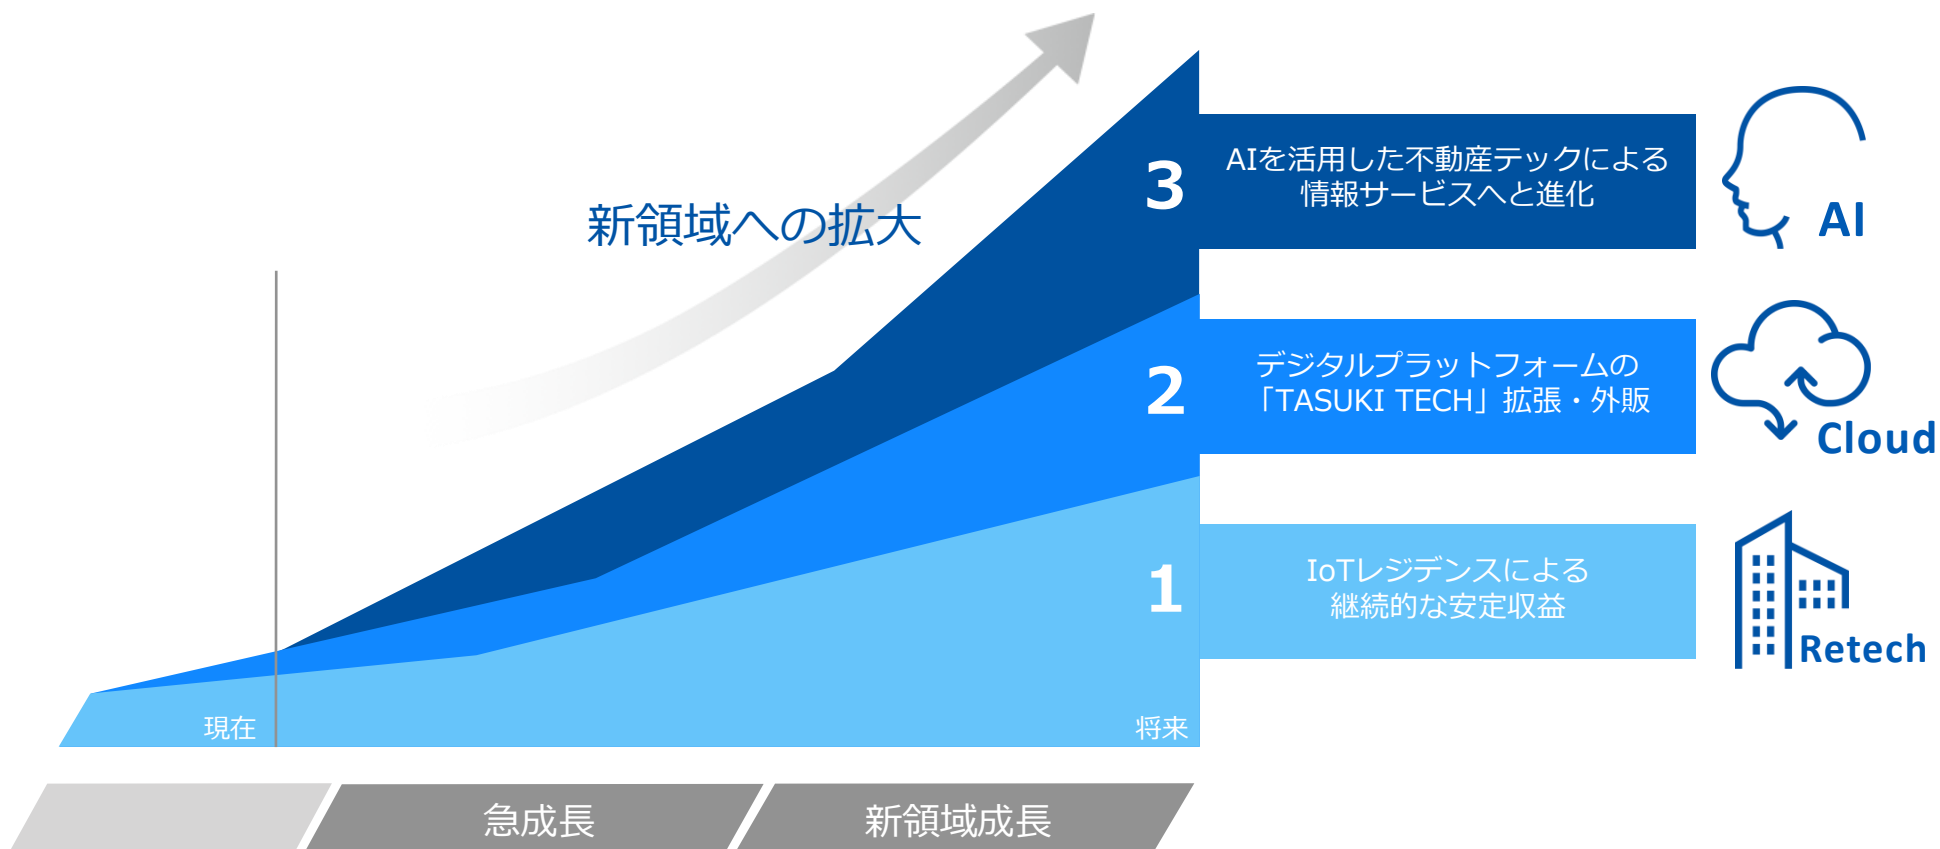 新領域への拡大
3
AIを活用した不動産テックによる
情報サービスへと進化
AI
2
デジタルプラットフォームの
「TASUKI TECH」拡張・外販
Cloud
1
IoTレジデンスによる
継続的な安定収益
Retech
現在
将来
急成長
新領域成長